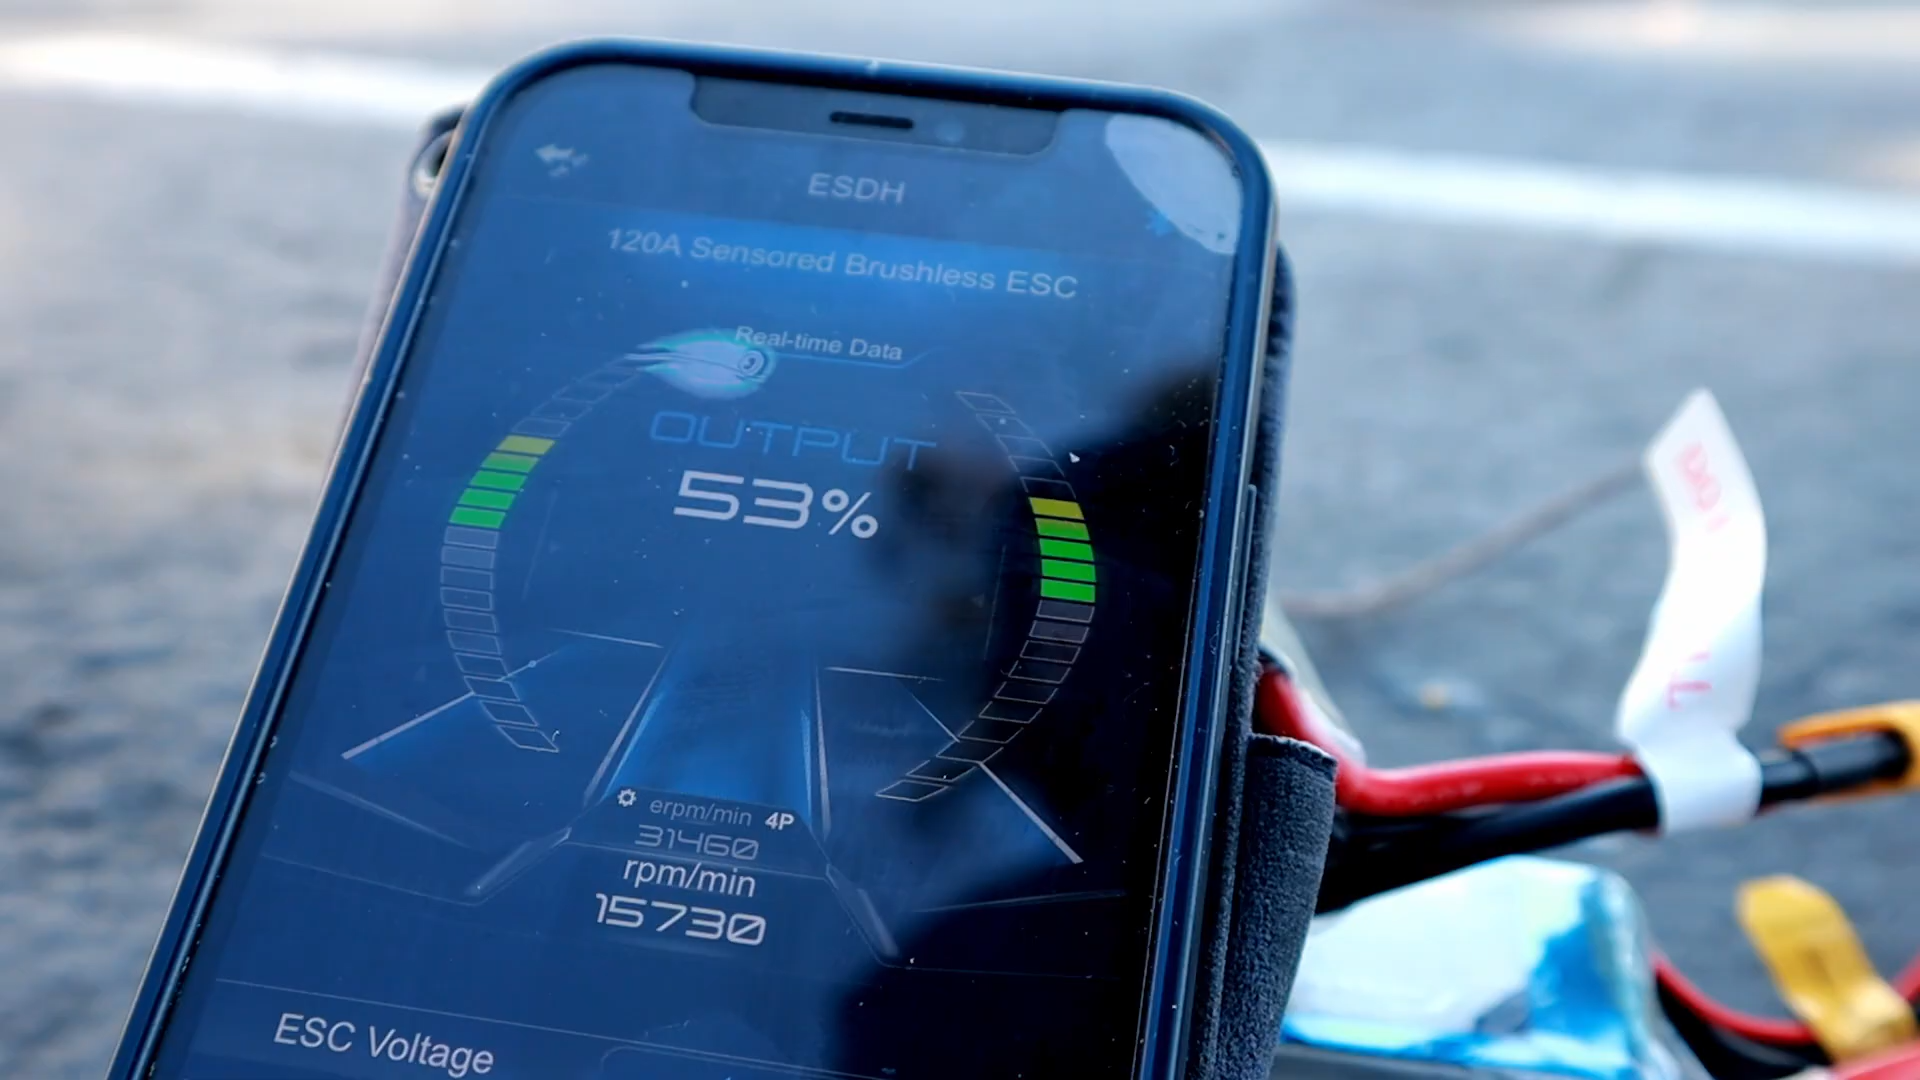 ESDH
120A Sensored Brushless ESC
Real-time Data
OUTPUT
53%
erpm/min 4P
31460
rpm/min
15730
ESC Voltage